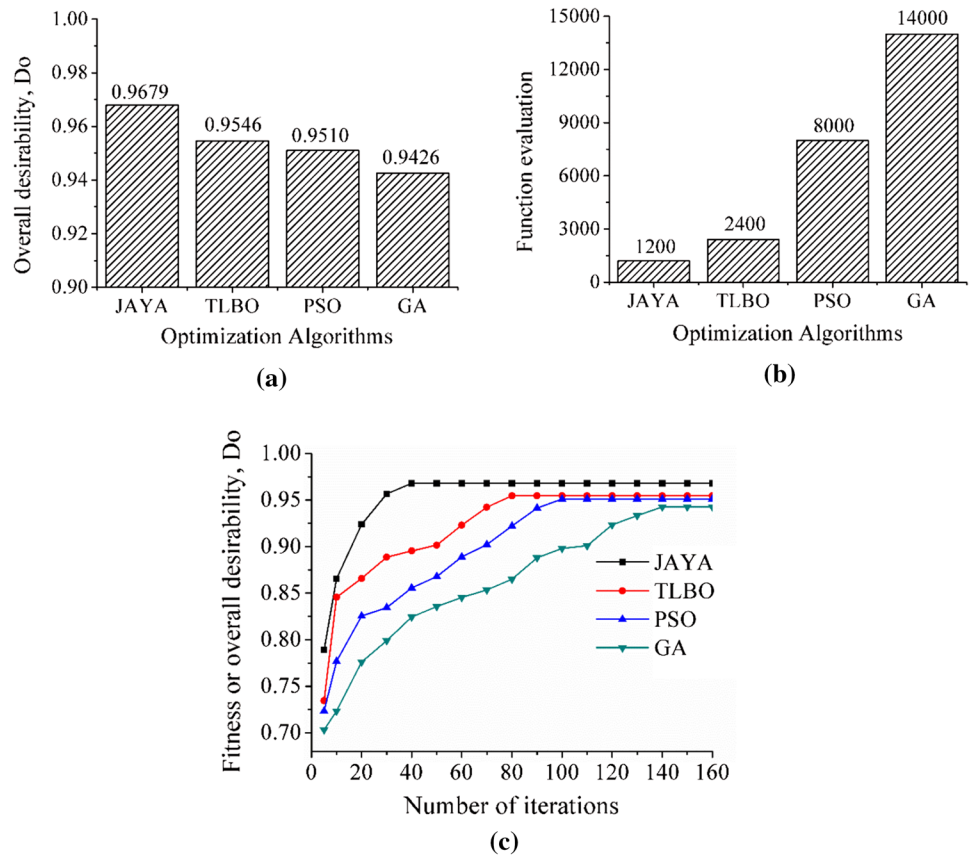 1.00
0.98
0.96
0.94
0.92
0.90
Overall desirability, Do
0.9679
0.9546
0.9510
0.9426
JAYA TLBO PSO GA
Optimization Algorithms
(a)
15000
12000
9000
6000
3000
0
Function evaluation
1200
2400
8000
14000
JAYA TLBO PSO GA
Optimization Algorithms
(b)
1.00
0.95
0.90
0.85
0.80
0.75
0.70
Fitness or overall desirability, Do
JAYA
TLBO
PSO
GA
0 20 40 60 80 100 120 140 160
Number of iterations
(c)